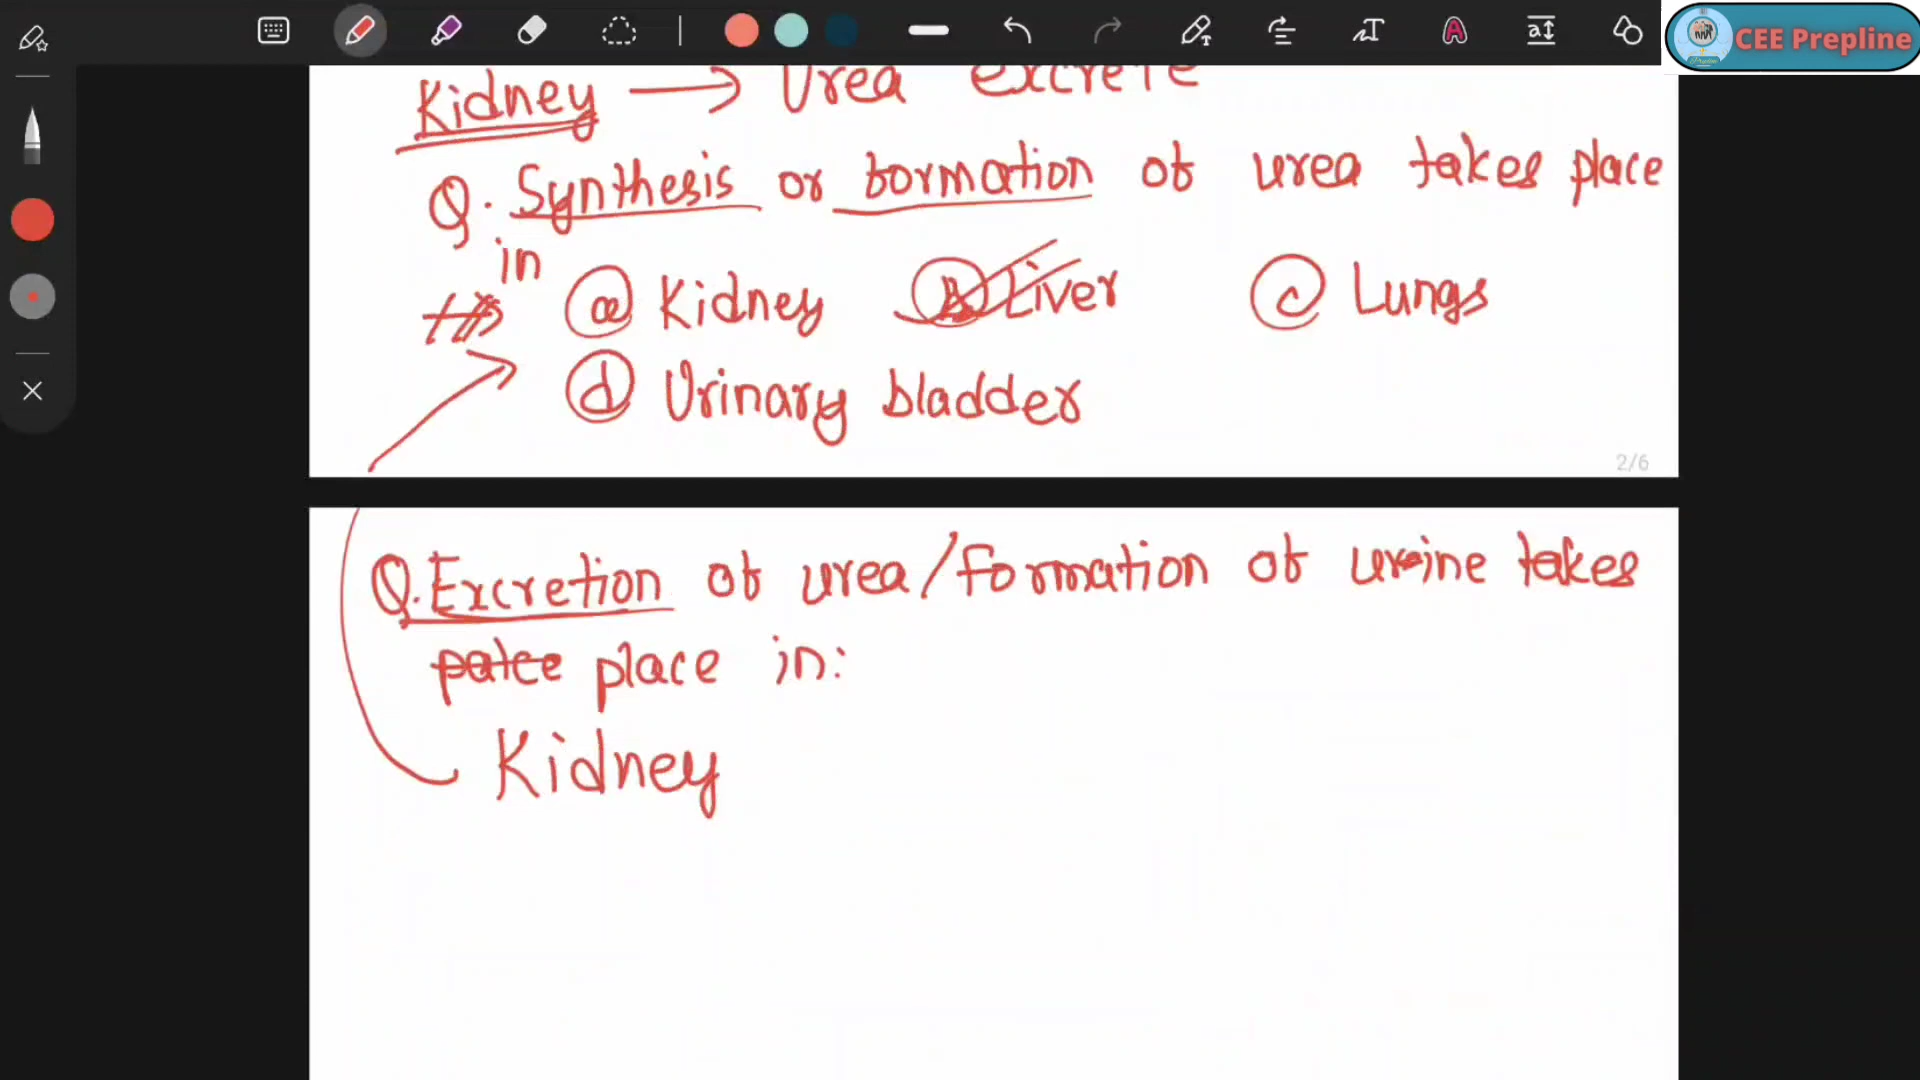 CEE Prepline
Kidney → Urea excrete
Q. Synthesis or formation of urea takes place
in
ⓐ Kidney ⓑ Liver ⓒ Lungs
ⓓ Urinary bladder
2/6
Q. Excretion of urea/Formation of urine takes
place in:
Kidney